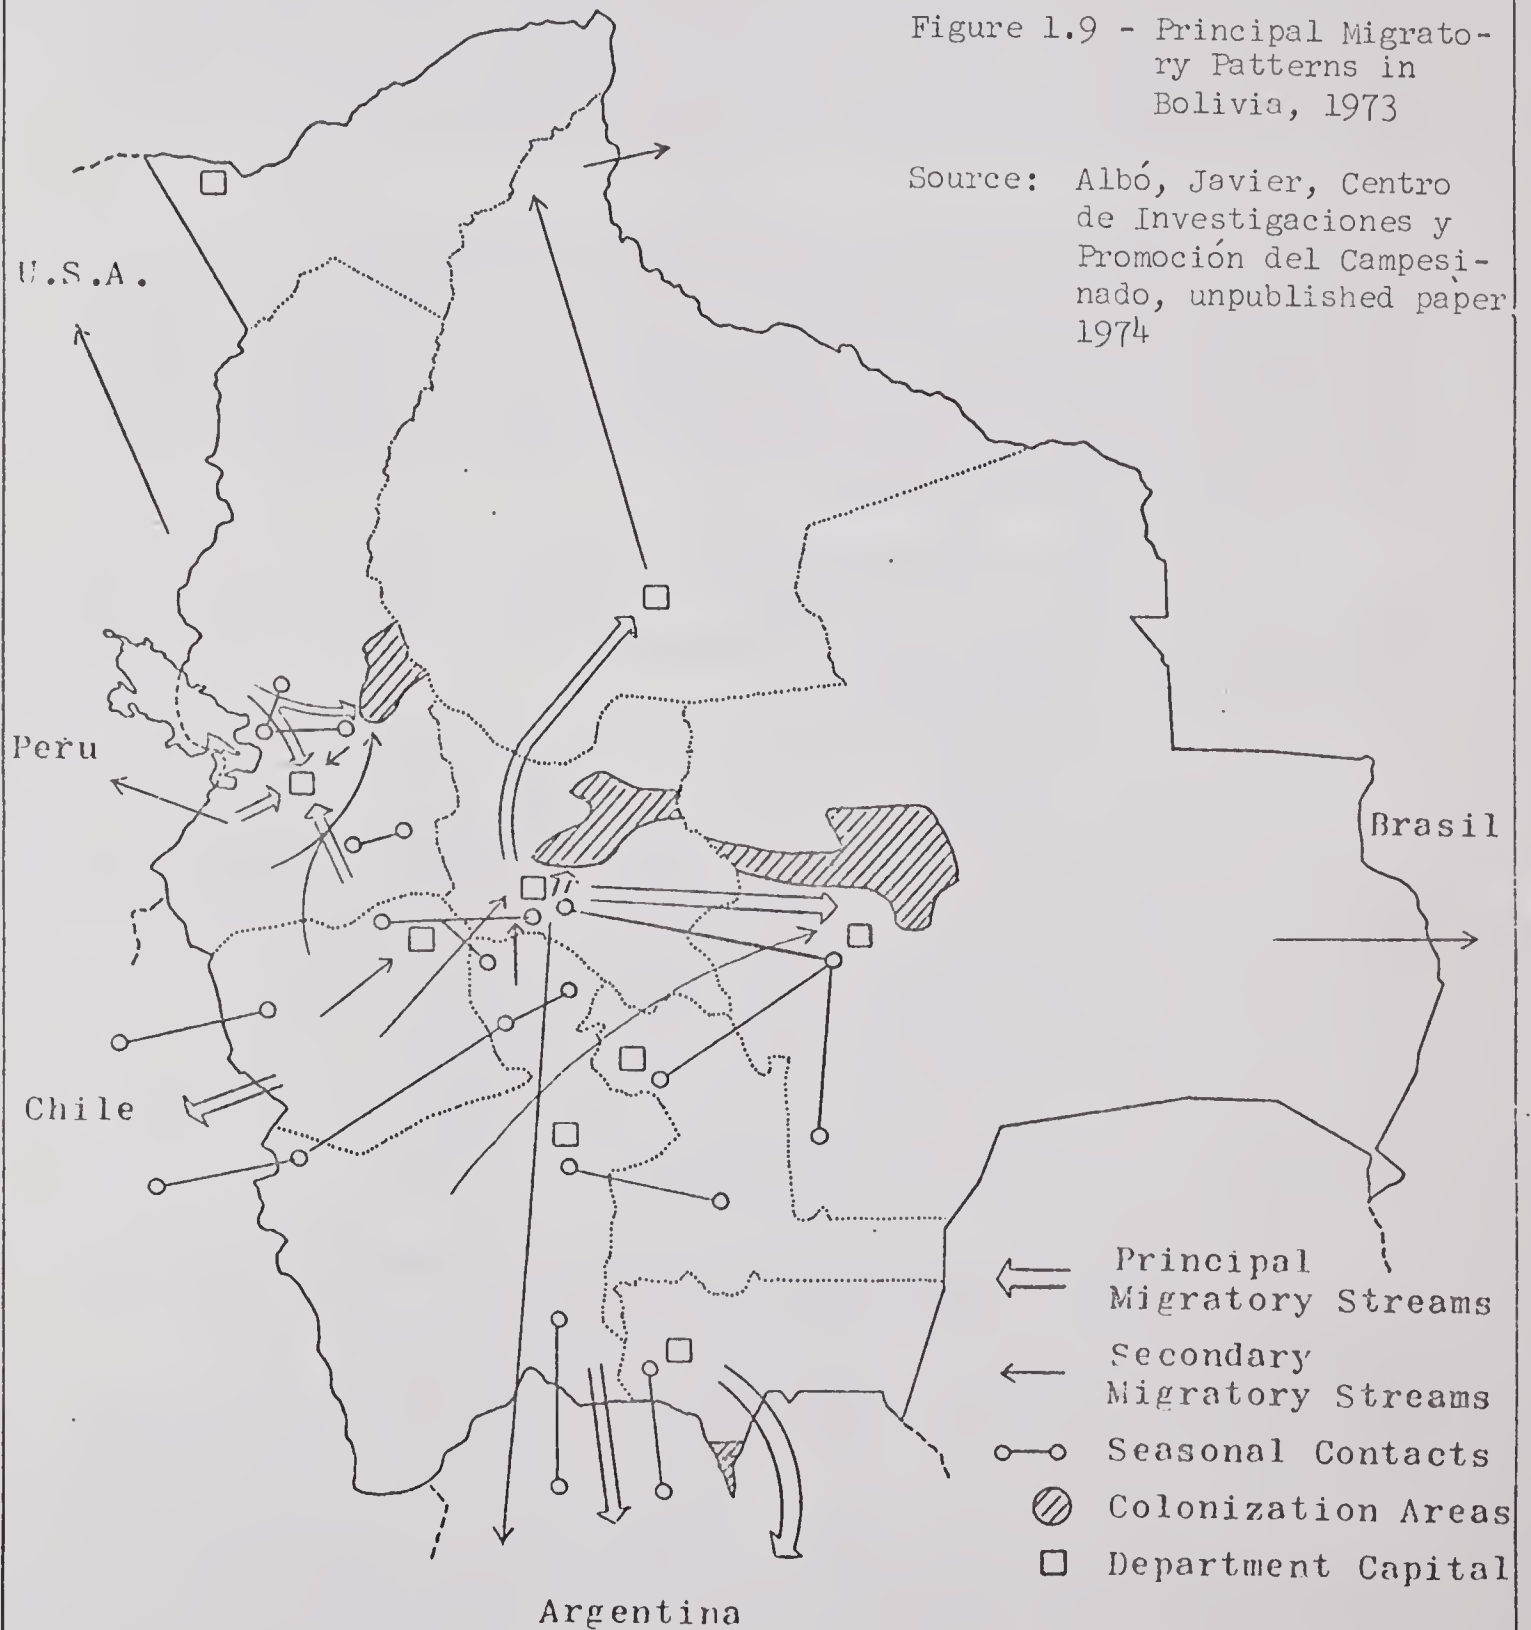 Figure 1.9 - Principal Migrato-
ry Patterns in
Bolivia, 1973
Source: Albó, Javier, Centro
de Investigaciones y
Promoción del Campesi-
nado, unpublished paper
1974
U.S.A.
Peru
Brasil
Chile
Principal
Migratory Streams
Secondary
Migratory Streams
Seasonal Contacts
Colonization Areas
Department Capital
Argentina